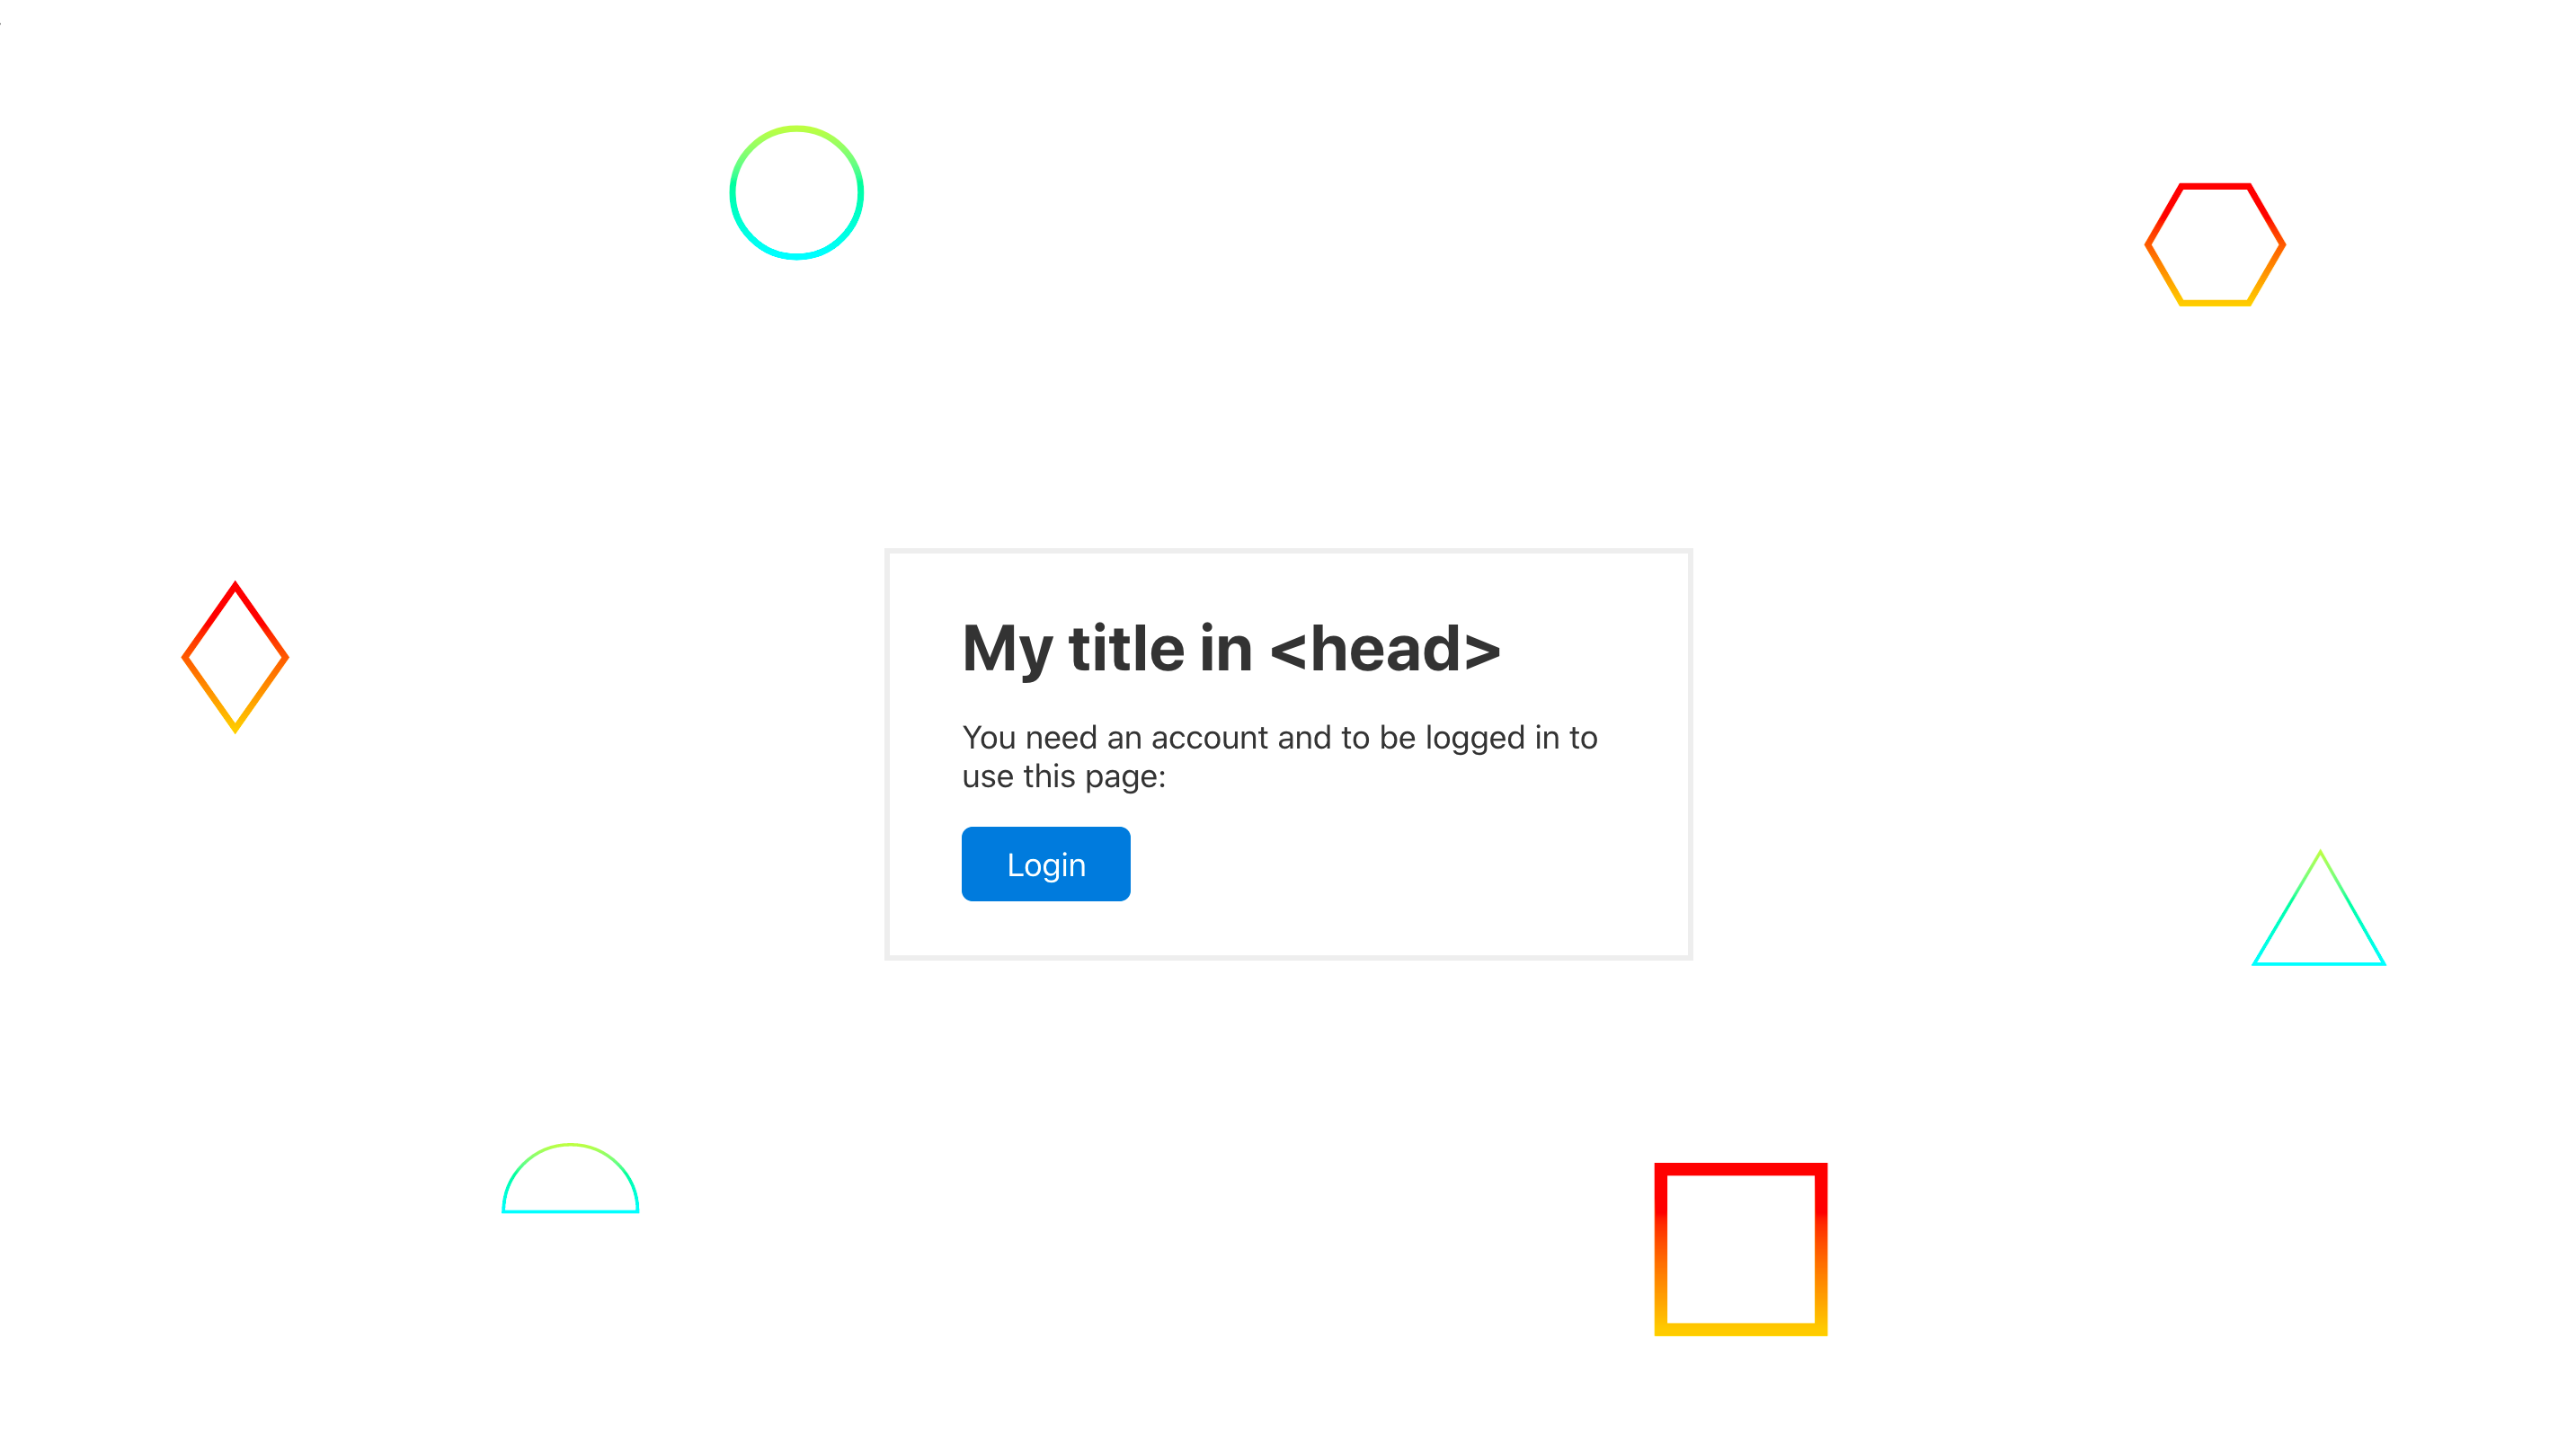 My title in <head>
You need an account and to be logged in to
use this page:
Login